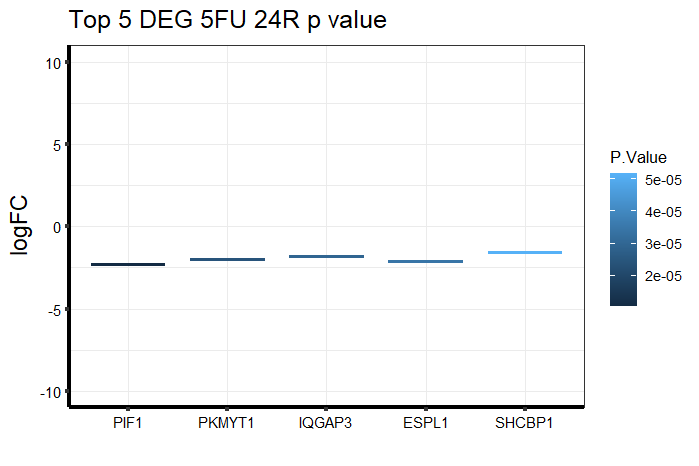 Top 5 DEG 5FU 24R p value
logFC
10
5
0
-5
-10
PIF1 PKMYT1 IQGAP3 ESPL1 SHCBP1
P.Value
5e-05
4e-05
3e-05
2e-05